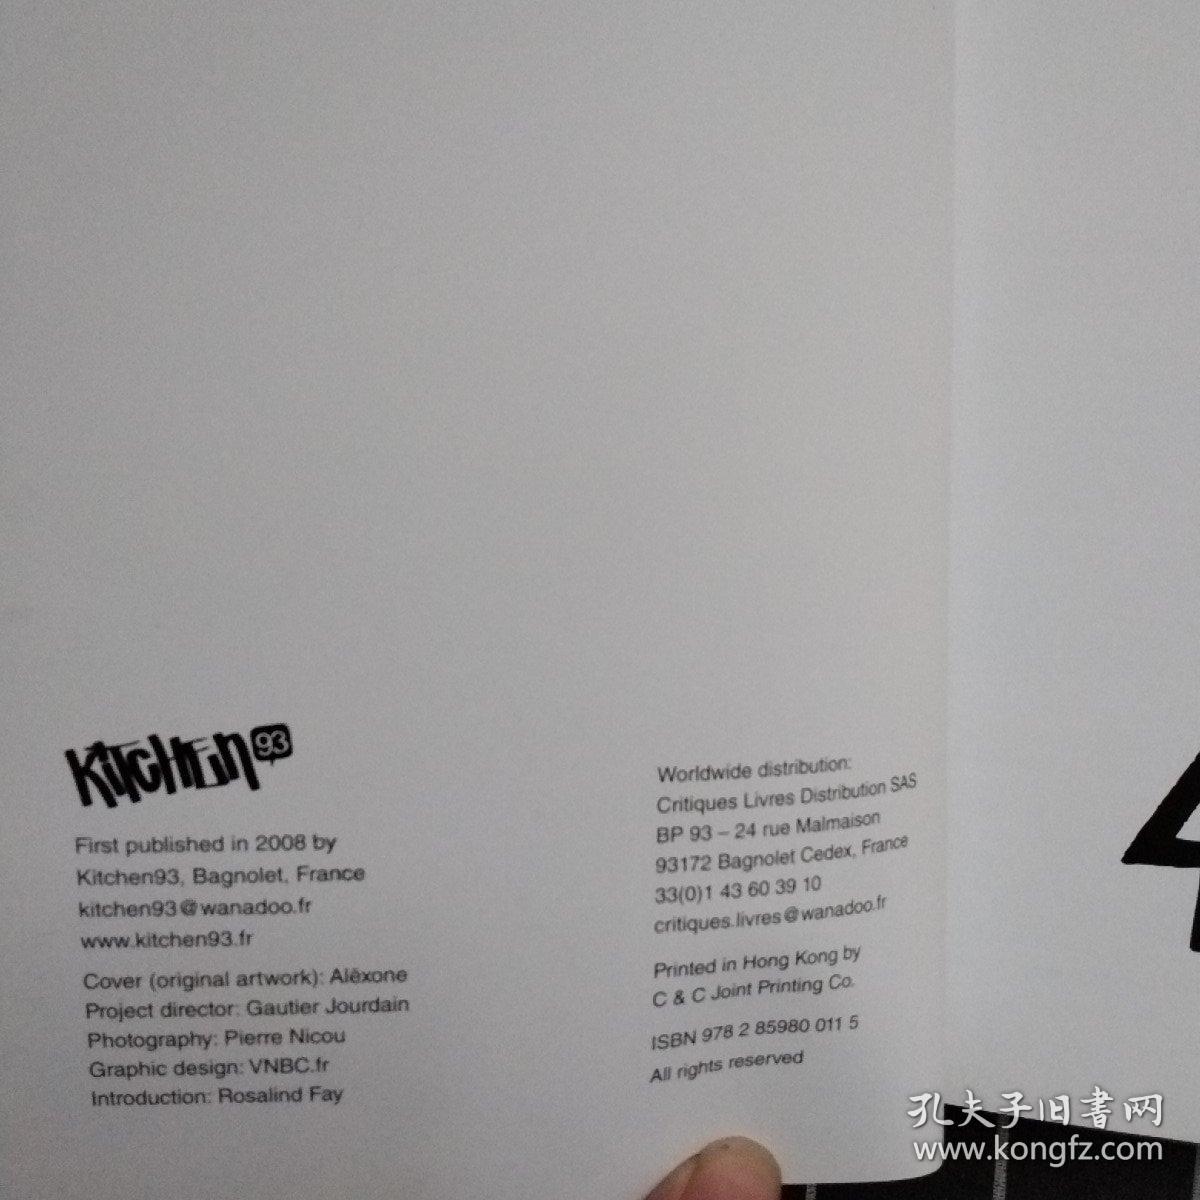 KiTCHEn 93
First published in 2008 by
Kitchen93, Bagnolet, France
kitchen93@wanadoo.fr
www.kitchen93.fr
Cover (original artwork): Alëxone
Project director: Gautier Jourdain
Photography: Pierre Nicou
Graphic design: VNBC.fr
Introduction: Rosalind Fay
Worldwide distribution:
Critiques Livres Distribution SAS
BP 93 – 24 rue Malmaison
93172 Bagnolet Cedex, France
33(0)1 43 60 39 10
critiques.livres@wanadoo.fr
Printed in Hong Kong by
C & C Joint Printing Co.
ISBN 978 2 85980 011 5
All rights reserved
孔夫子旧書网
www.kongfz.com